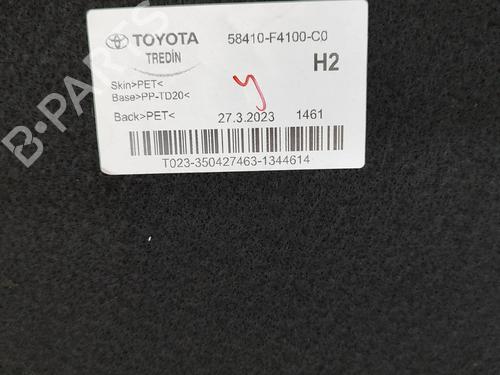 TOYOTA 58410-F4100-C0
TREDİN H2
Skin>PET<
Base>PP-TD20<
y
Back>PET< 27.3.2023 1461
T023-350427463-1344614
B-PARTS